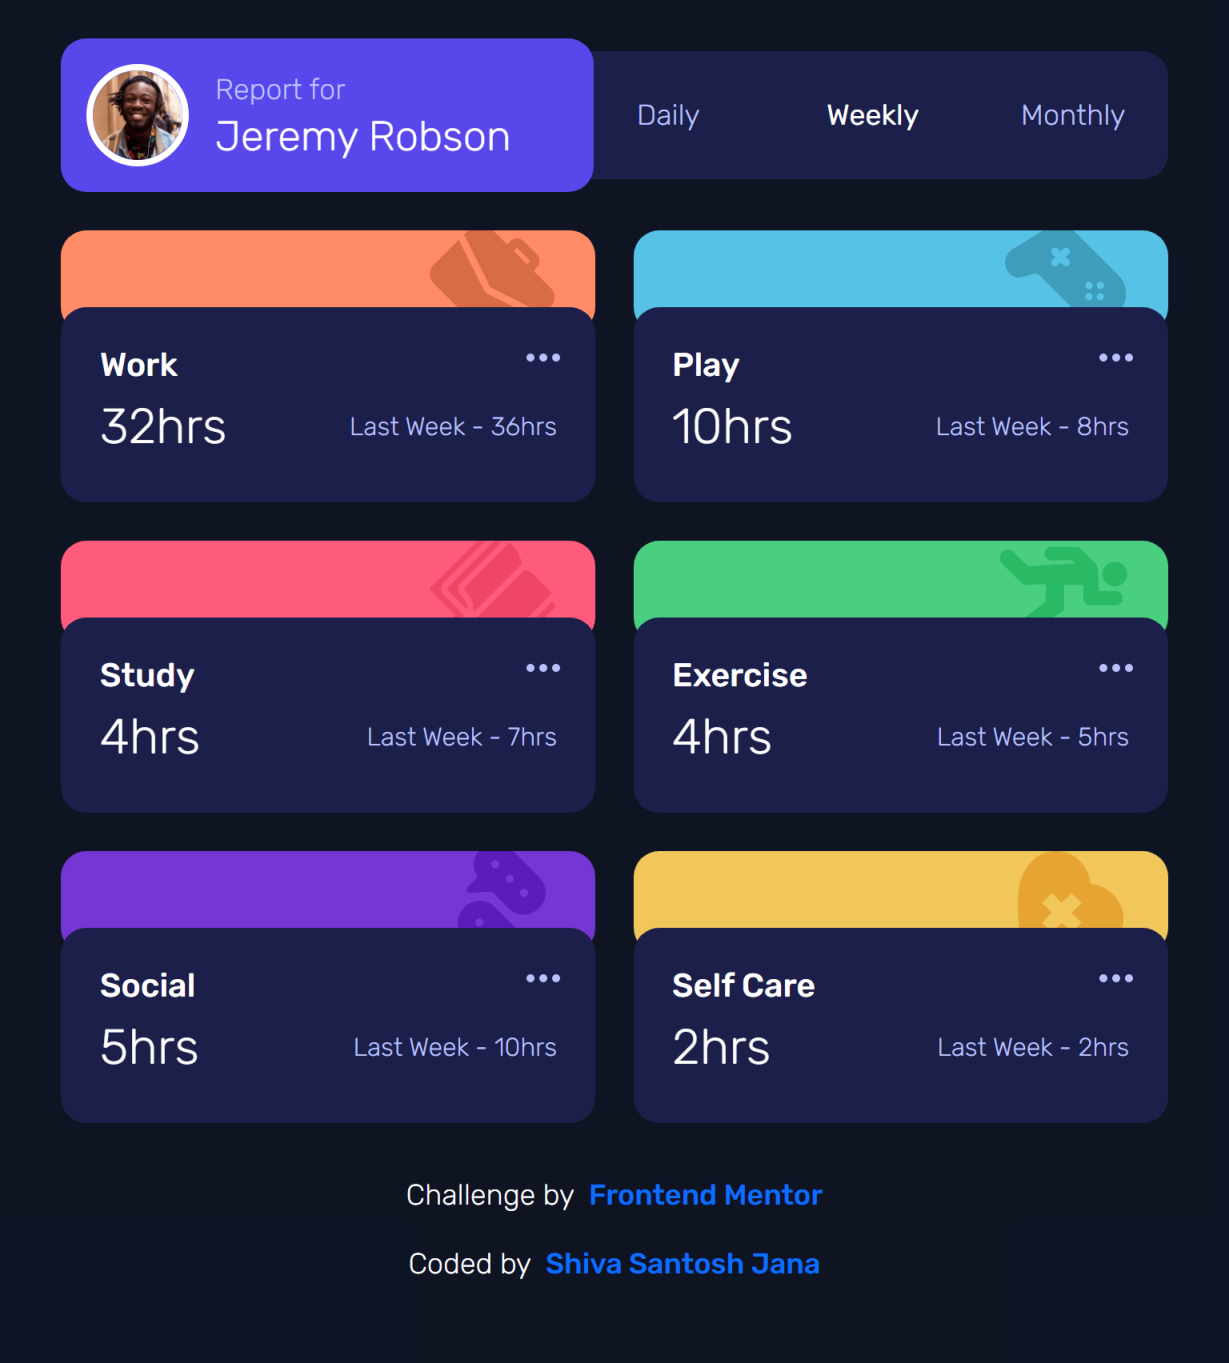 Report for
Jeremy Robson
Daily
Weekly
Monthly
Work
32hrs
Last Week - 36hrs
Play
10hrs
Last Week - 8hrs
Study
4hrs
Last Week - 7hrs
Exercise
4hrs
Last Week - 5hrs
Social
5hrs
Last Week - 10hrs
Self Care
2hrs
Last Week - 2hrs
Challenge by Frontend Mentor
Coded by Shiva Santosh Jana